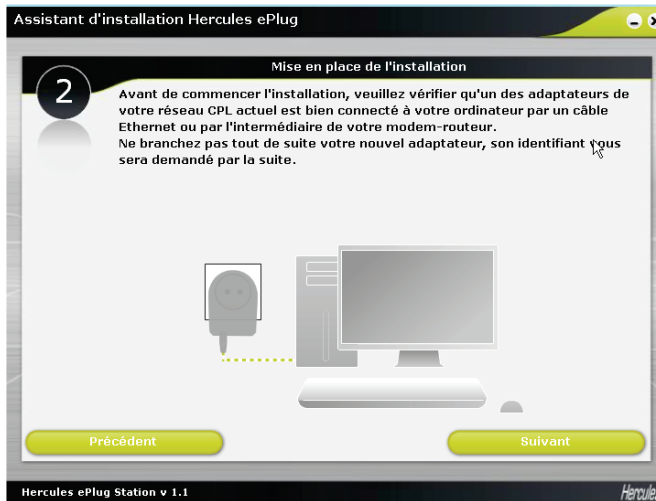 Assistant d'installation Hercules ePlug
Mise en place de l'installation
2
Avant de commencer l'installation, veuillez vérifier qu'un des adaptateurs de
votre réseau CPL actuel est bien connecté à votre ordinateur par un câble
Ethernet ou par l'intermédiaire de votre modem-routeur.
Ne branchez pas tout de suite votre nouvel adaptateur, son identifiant vous
sera demandé par la suite.
Précédent
Suivant
Hercules ePlug Station v 1.1
Hercules